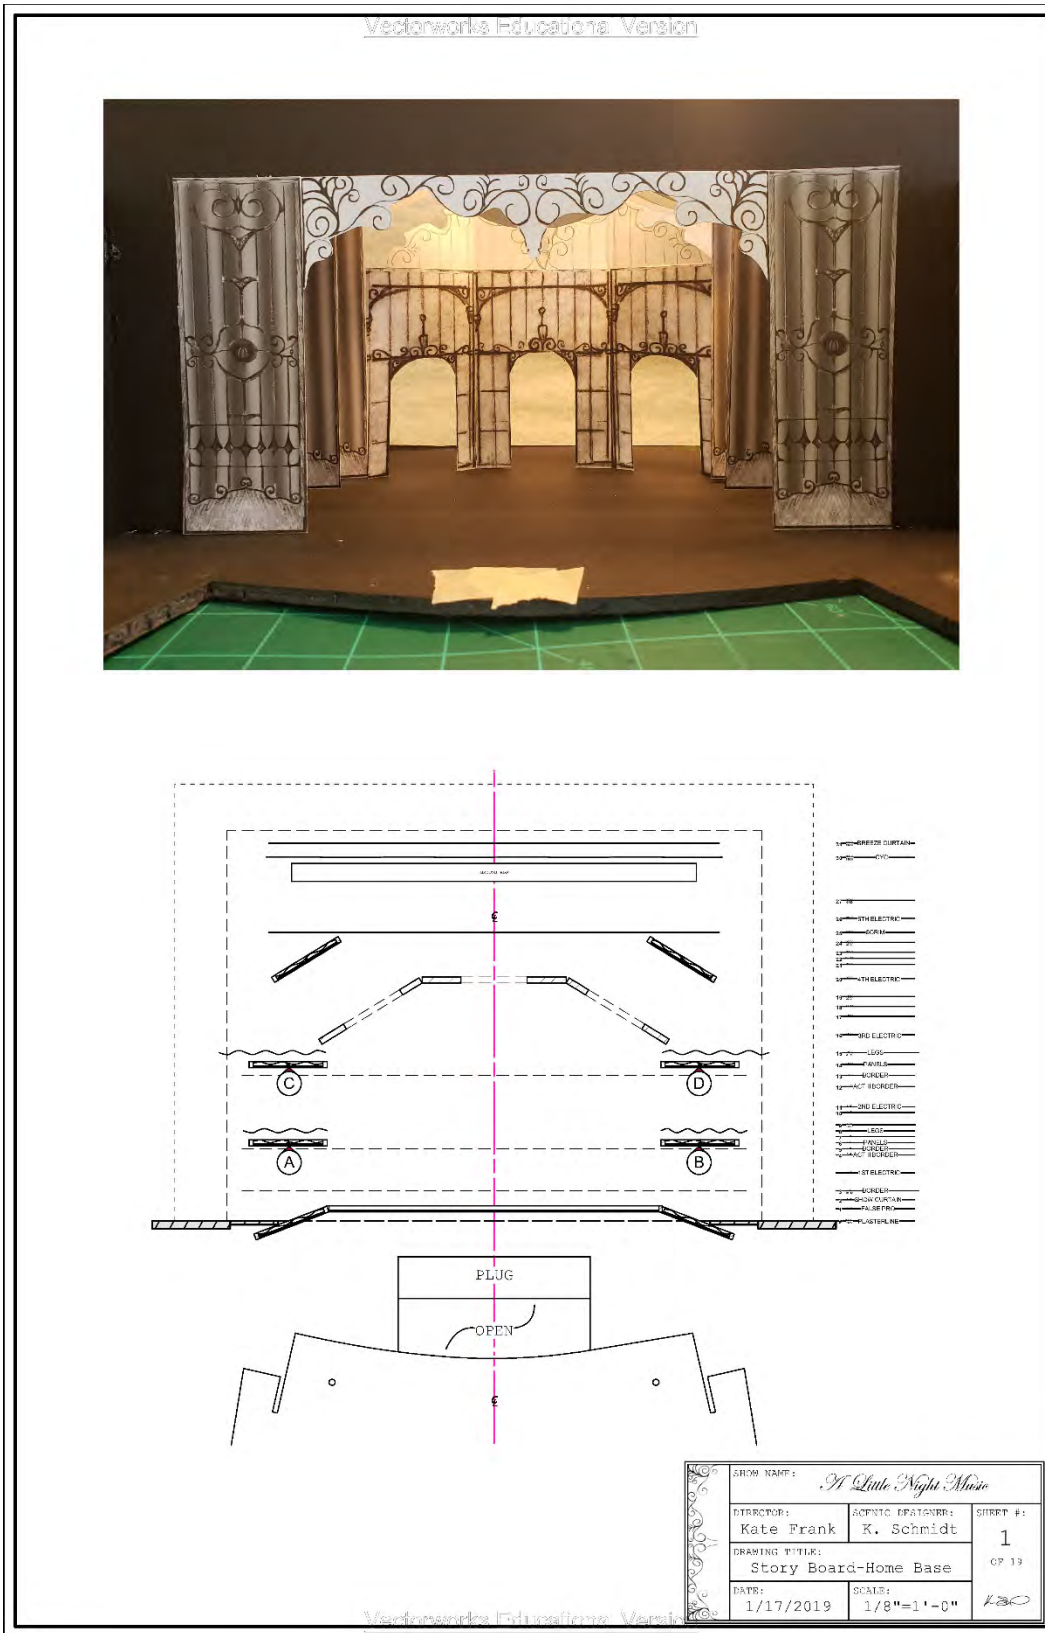 Vectorworks Educational Version
BREEZE CURTAIN
CYC
5TH ELECTRIC
SCRIM
4TH ELECTRIC
3RD ELECTRIC
LEGS
PANELS
BORDER
ACT II BORDER
2ND ELECTRIC
LEGS
PANELS
BORDER
ACT II BORDER
1ST ELECTRIC
BORDER
SHOW CURTAIN
FALSE PRO
PLASTERLINE
C
D
A
B
PLUG
OPEN
SHOW NAME:
A Little Night Music
DIRECTOR:
Kate Frank
SCENIC DESIGNER:
K. Schmidt
SHEET #:
1
OF 19
DRAWING TITLE:
Story Board-Home Base
DATE:
1/17/2019
SCALE:
1/8"=1'-0"
Vectorworks Educational Version